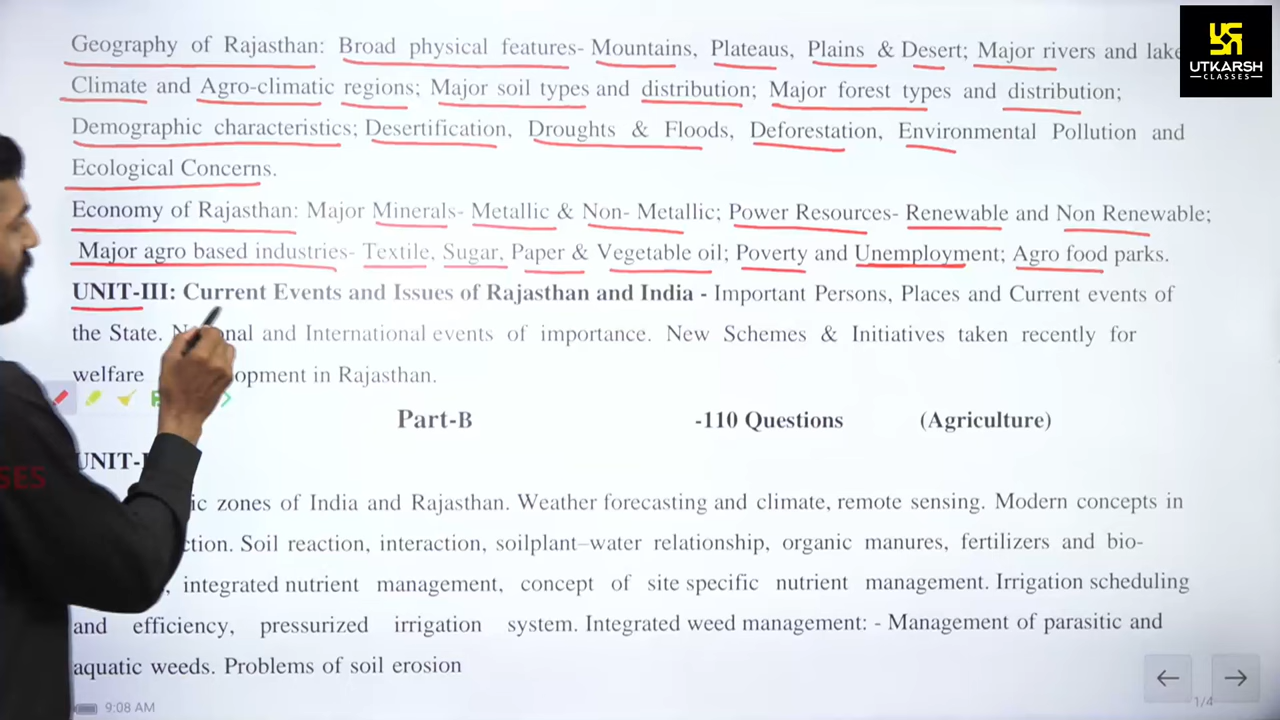 Geography of Rajasthan: Broad physical features- Mountains, Plateaus, Plains & Desert; Major rivers and lake
UTKARSH
CLASSES
Climate and Agro-climatic regions; Major soil types and distribution; Major forest types and distribution;
Demographic characteristics; Desertification, Droughts & Floods, Deforestation, Environmental Pollution and
Ecological Concerns.
Economy of Rajasthan: Major Minerals- Metallic & Non- Metallic; Power Resources- Renewable and Non Renewable;
Major agro based industries- Textile, Sugar, Paper & Vegetable oil; Poverty and Unemployment; Agro food parks.
UNIT-III: Current Events and Issues of Rajasthan and India - Important Persons, Places and Current events of
the State. and International events of importance. New Schemes & Initiatives taken recently for
welfare opment in Rajasthan.
Part-B -110 Questions (Agriculture)
UNIT-I
SES
ic zones of India and Rajasthan. Weather forecasting and climate, remote sensing. Modern concepts in
ction. Soil reaction, interaction, soilplant–water relationship, organic manures, fertilizers and bio-
, integrated nutrient management, concept of site specific nutrient management. Irrigation scheduling
and efficiency, pressurized irrigation system. Integrated weed management: - Management of parasitic and
aquatic weeds. Problems of soil erosion
9:08 AM
1/4